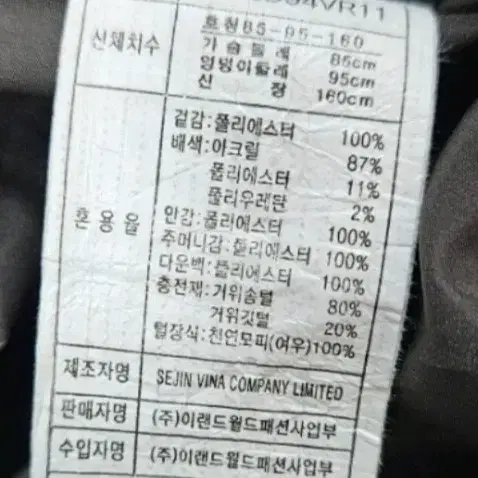 신체치수
호칭85-95-160
가슴둘레 85cm
엉덩이둘레 95cm
신장 160cm
혼용율
겉감:폴리에스터 100%
배색:아크릴 87%
폴리에스터 11%
폴리우레탄 2%
안감:폴리에스터 100%
주머니감:폴리에스터 100%
다운백:폴리에스터 100%
충전재:거위솜털 80%
거위깃털 20%
털장식:천연모피(여우)100%
제조자명 SEJIN VINA COMPANY LIMITED
판매자명 (주)이랜드월드패션사업부
수입자명 (주)이랜드월드패션사업부